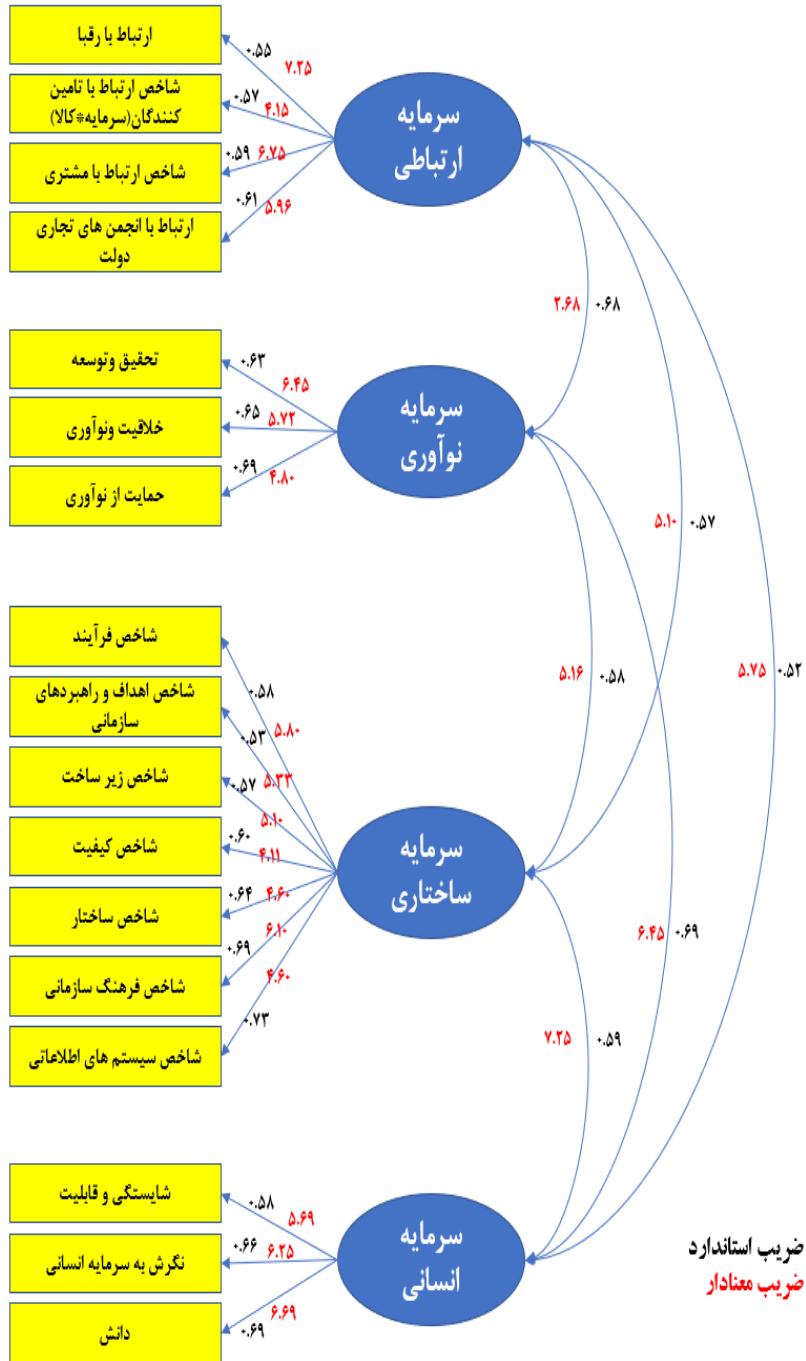 ارتباط یا رقبا
شاخص ارتباط با تامین
کنندگان(سرمایه*کالا)
شاخص ارتباط با مشتری
ارتباط با انجمن های تجاری
دولت
۰.۵۵
۷.۲۵
۰.۵۷
۴.۱۵
۰.۵۹
۶.۷۵
۰.۶۱
۵.۹۶
سرمایه
ارتباطی
۲.۶۸
۰.۶۸
تحقیق وتوسعه
خلاقیت ونوآوری
حمایت از نوآوری
۰.۶۳
۶.۴۵
۰.۶۵
۵.۷۲
۰.۶۹
۴.۸۰
سرمایه
نوآوری
۵.۱۰
۰.۵۷
۵.۱۶
۰.۵۸
۵.۷۵
۰.۵۲
شاخص فرآیند
شاخص اهداف و راهبردهای
سازمانی
شاخص زیر ساخت
شاخص کیفیت
شاخص ساختار
شاخص فرهنگ سازمانی
شاخص سیستم های اطلاعاتی
۰.۵۸
۵.۸۰
۰.۵۳
۵.۳۳
۰.۵۷
۵.۱۰
۰.۶۰
۴.۱۱
۰.۶۴
۴.۶۰
۰.۶۹
۶.۱۰
۰.۷۳
۴.۶۰
سرمایه
ساختاری
۶.۴۵
۰.۶۹
۷.۲۵
۰.۵۹
شایستگی و قابلیت
نگرش به سرمایه انسانی
دانش
۰.۵۸
۵.۶۹
۰.۶۶
۶.۲۵
۰.۶۹
۶.۶۹
سرمایه
انسانی
ضریب استاندارد
ضریب معنادار